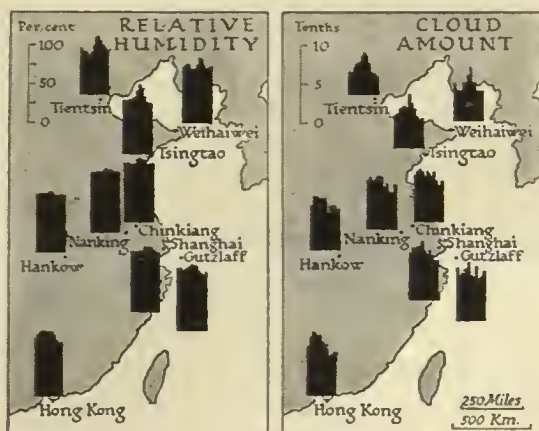 Per cent
100
50
0
RELATIVE
HUMIDITY
Tientsin
Weihaiwei
Tsingtao
Chinkiang
Nanking
Shanghai
Gutzlaff
Hankow
Hong Kong
Tenths
10
5
0
CLOUD
AMOUNT
Tientsin
Weihaiwei
Tsingtao
Chinkiang
Nanking
Shanghai
Gutzlaff
Hankow
Hong Kong
250 Miles
500 Km.